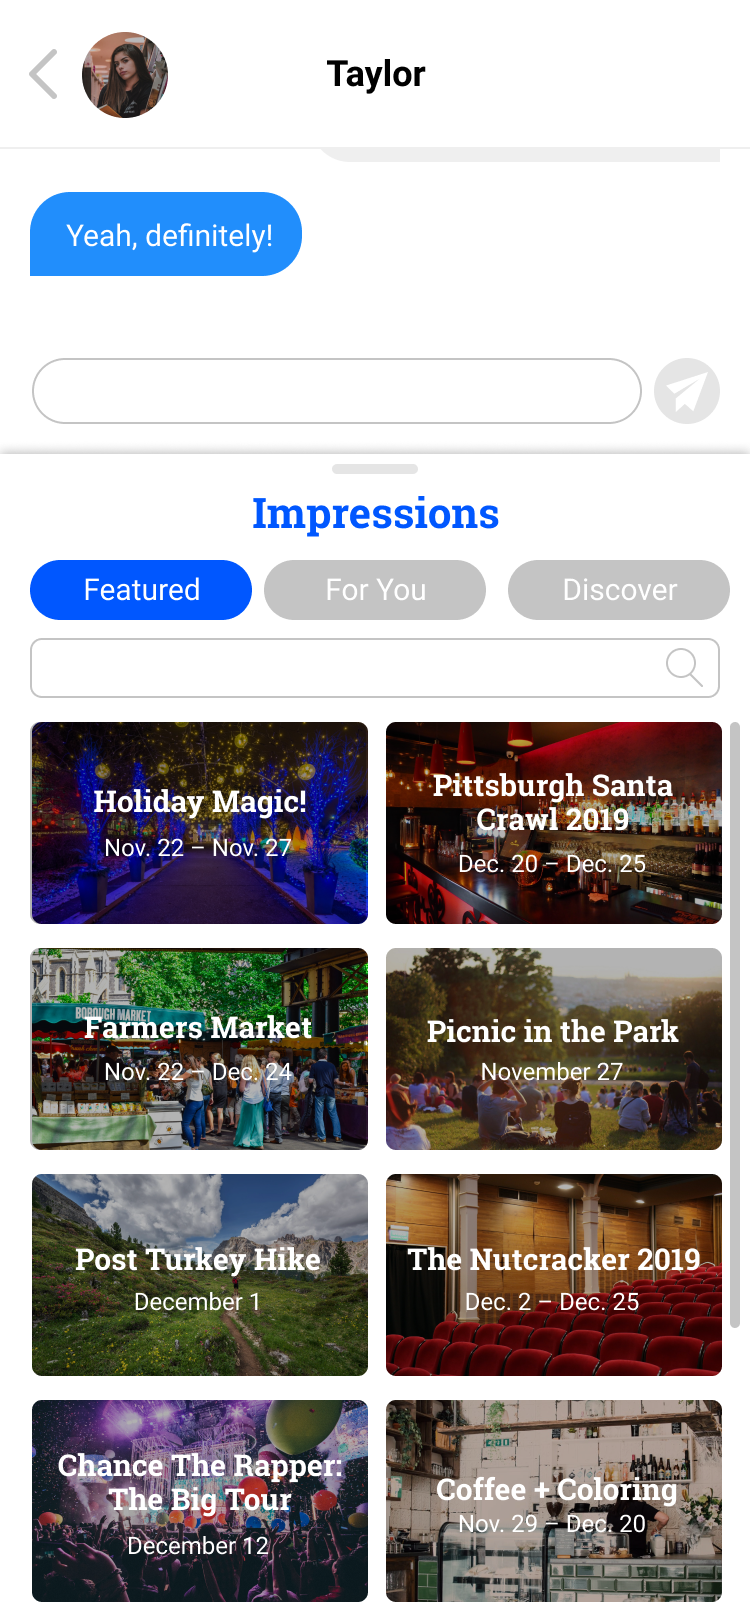 Taylor
Yeah, definitely!
Impressions
Featured
For You
Discover
Holiday Magic!
Nov. 22 – Nov. 27
Pittsburgh Santa
Crawl 2019
Dec. 20 – Dec. 25
BOROUGH MARKET
Farmers Market
Nov. 22 – Dec. 24
Picnic in the Park
November 27
Post Turkey Hike
December 1
The Nutcracker 2019
Dec. 2 – Dec. 25
Chance The Rapper:
The Big Tour
December 12
Coffee + Coloring
Nov. 29 – Dec. 20